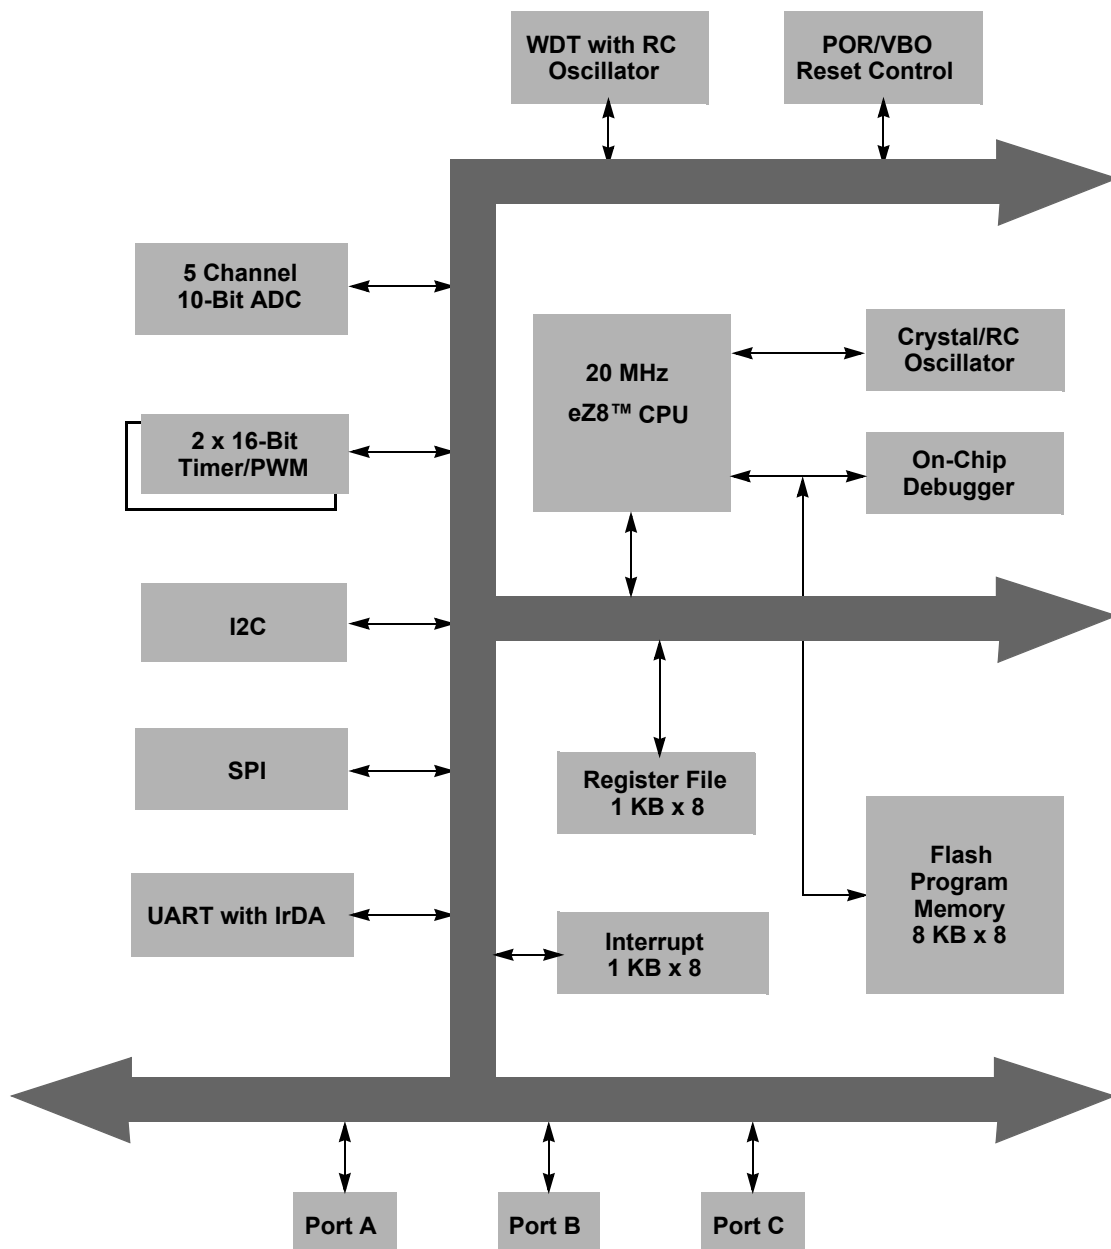 WDT with RC
Oscillator
POR/VBO
Reset Control
5 Channel
10-Bit ADC
20 MHz
eZ8™ CPU
Crystal/RC
Oscillator
2 x 16-Bit
Timer/PWM
On-Chip
Debugger
I2C
SPI
Register File
1 KB x 8
Flash
Program
Memory
8 KB x 8
UART with IrDA
Interrupt
1 KB x 8
Port A
Port B
Port C